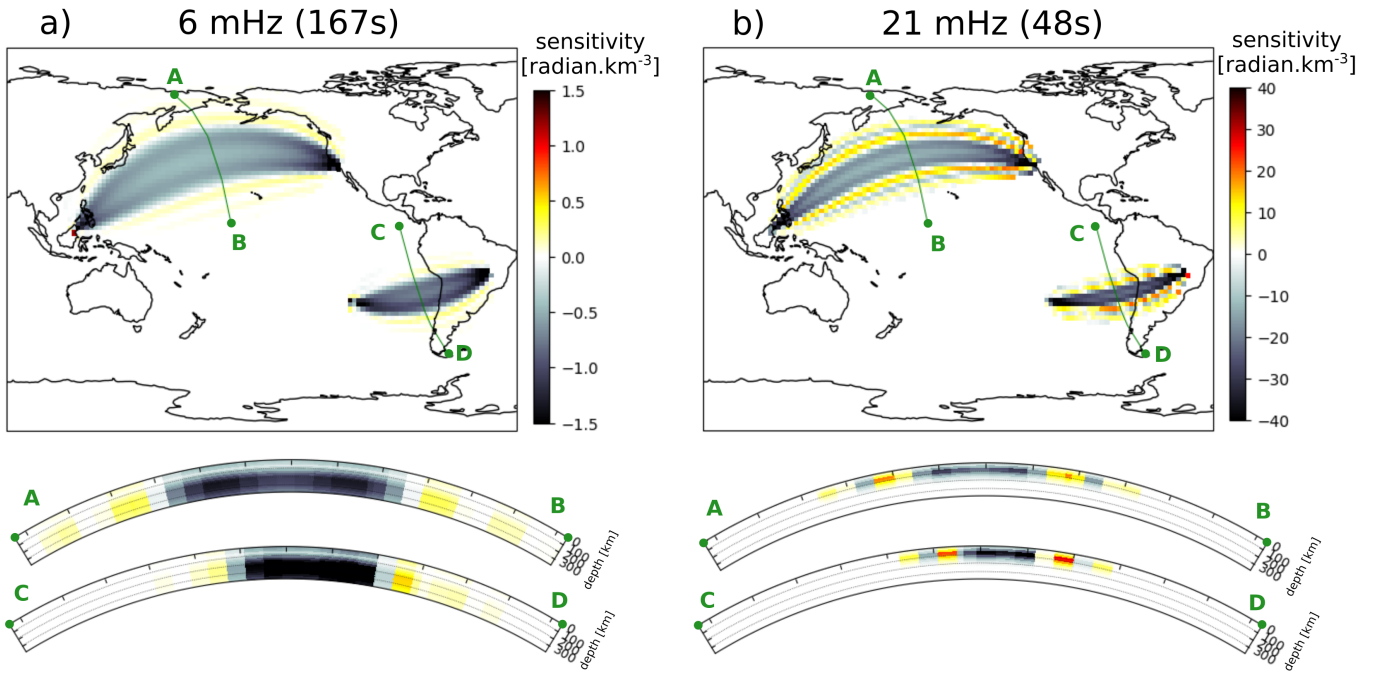 a)
6 mHz (167s)
sensitivity
[radian.km-3]
1.5
1.0
0.5
0.0
−0.5
−1.0
−1.5
A
B
C
D
A
B
0
100
200
300
depth [km]
C
D
0
100
200
300
depth [km]
b)
21 mHz (48s)
sensitivity
[radian.km-3]
40
30
20
10
0
−10
−20
−30
−40
A
B
C
D
A
B
0
100
200
300
depth [km]
C
D
0
100
200
300
depth [km]